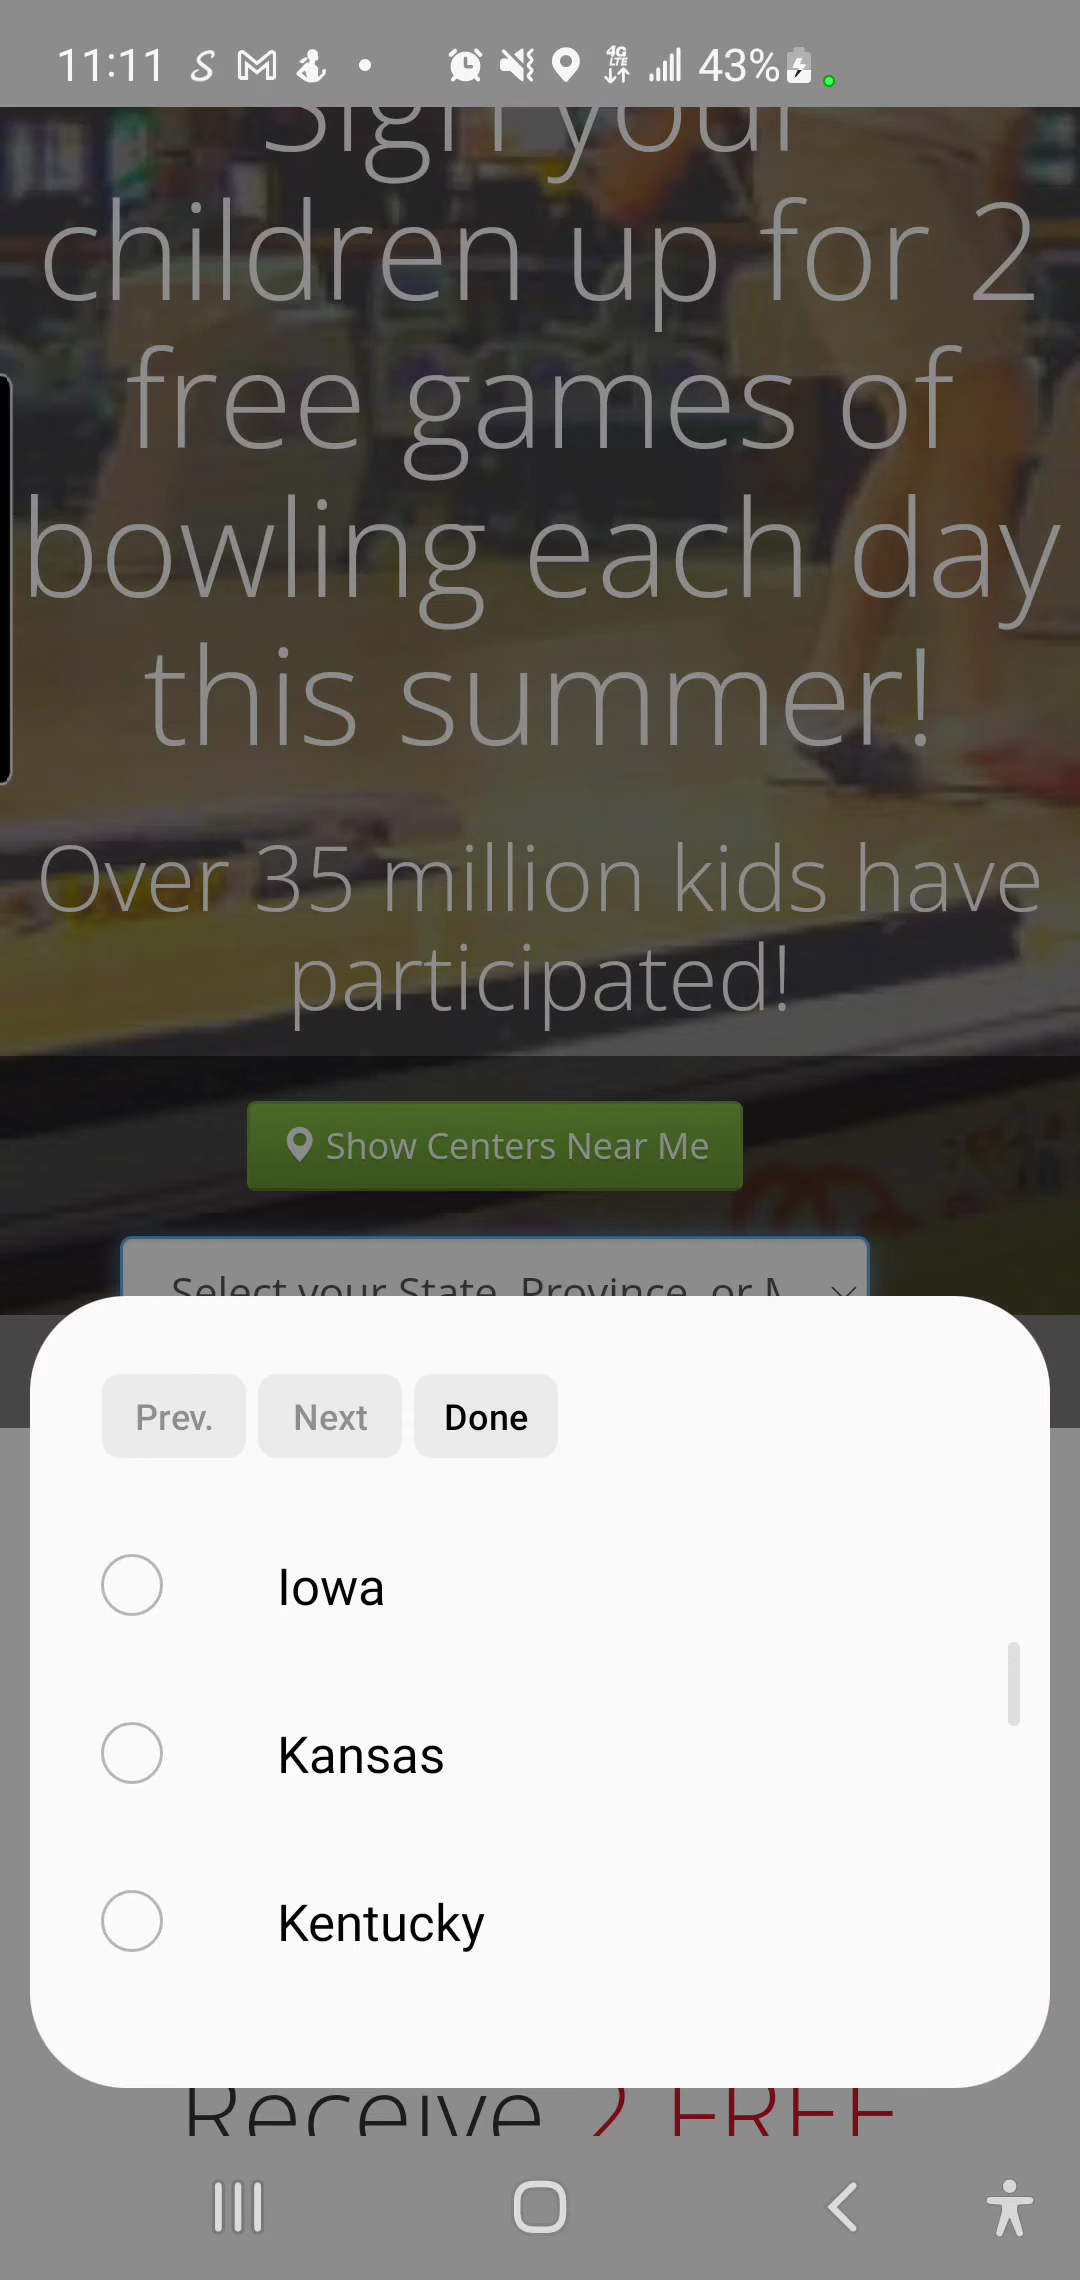 11:11
4G
LTE
43%
Sign your
children up for 2
free games of
bowling each day
this summer!
Over 35 million kids have
participated!
Show Centers Near Me
Select your State, Province, or
Prev. Next Done
Iowa
Kansas
Kentucky
Receive 2 FREE